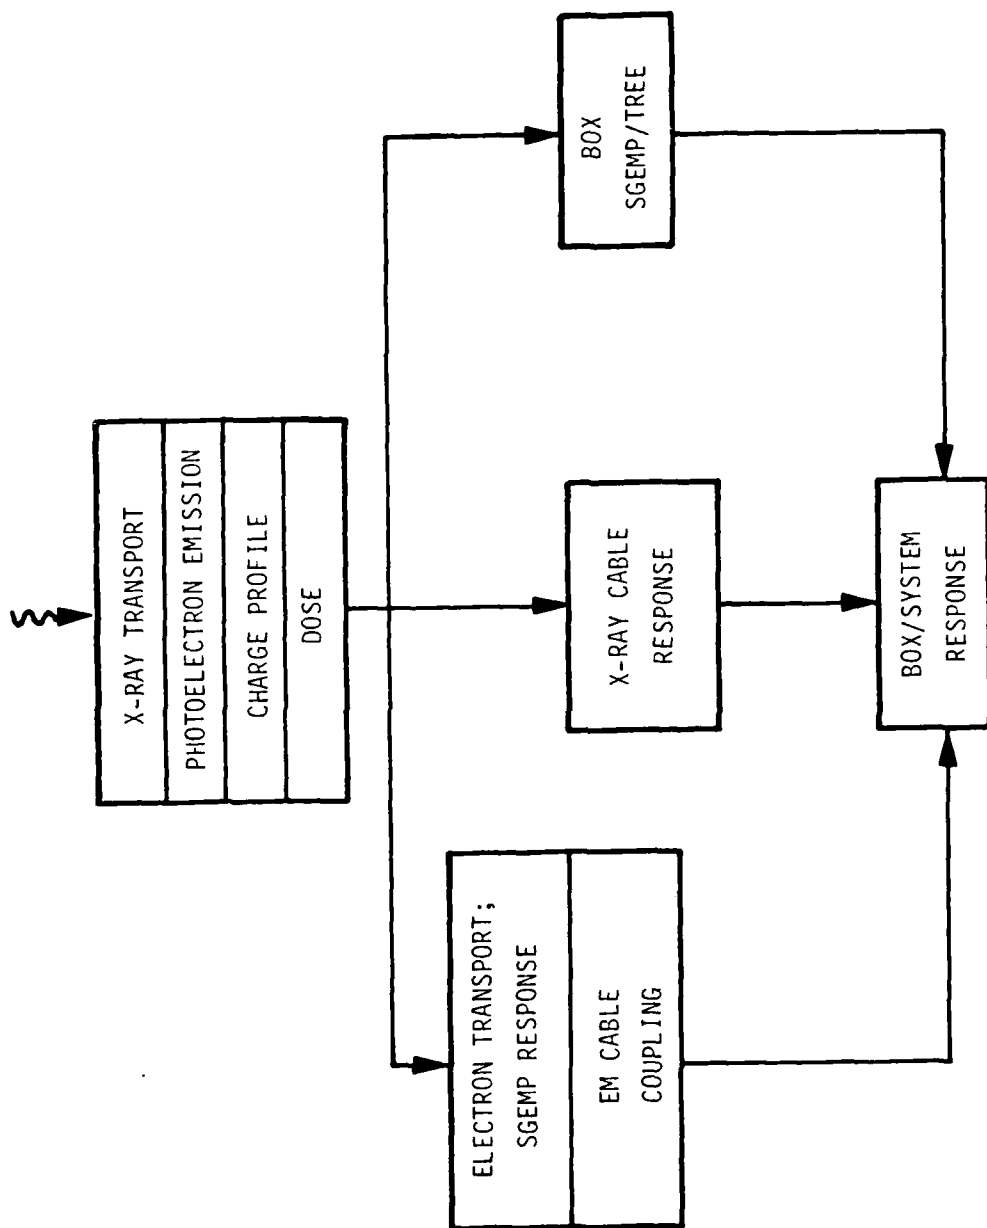 X-RAY TRANSPORT
PHOTOELECTRON EMISSION
CHARGE PROFILE
DOSE
ELECTRON TRANSPORT;
SGEMP RESPONSE
EM CABLE
COUPLING
X-RAY CABLE
RESPONSE
BOX
SGEMP/TREE
BOX/SYSTEM
RESPONSE